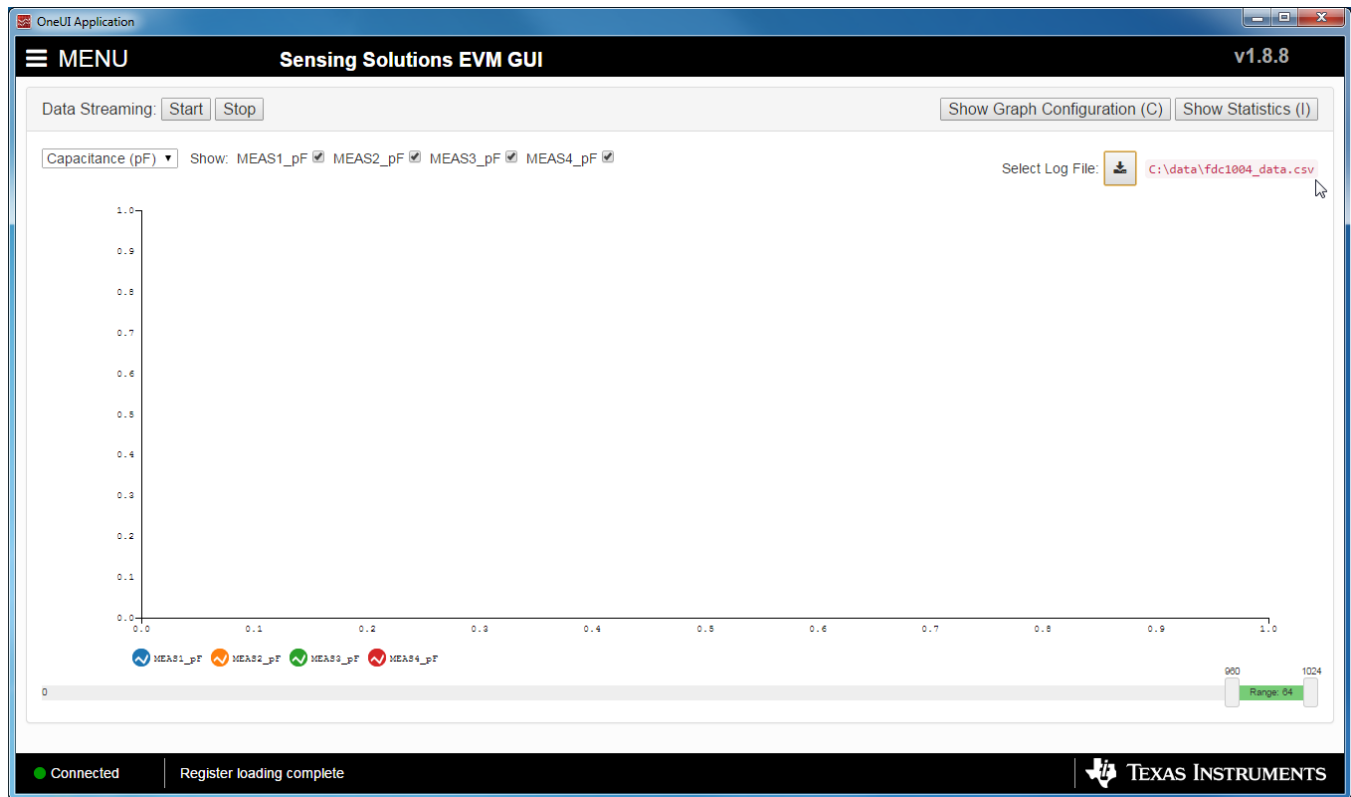 OneUI Application
MENU Sensing Solutions EVM GUI v1.8.8
Data Streaming: Start Stop Show Graph Configuration (C) Show Statistics (I)
Capacitance (pF) Show: MEAS1_pF MEAS2_pF MEAS3_pF MEAS4_pF
Select Log File: C:\data\fdc1004_data.csv
1.0
0.9
0.8
0.7
0.6
0.5
0.4
0.3
0.2
0.1
0.0
0.0 0.1 0.2 0.3 0.4 0.5 0.6 0.7 0.8 0.9 1.0
MEAS1_pF MEAS2_pF MEAS3_pF MEAS4_pF
960 1024
0 Range: 64
Connected Register loading complete TEXAS INSTRUMENTS